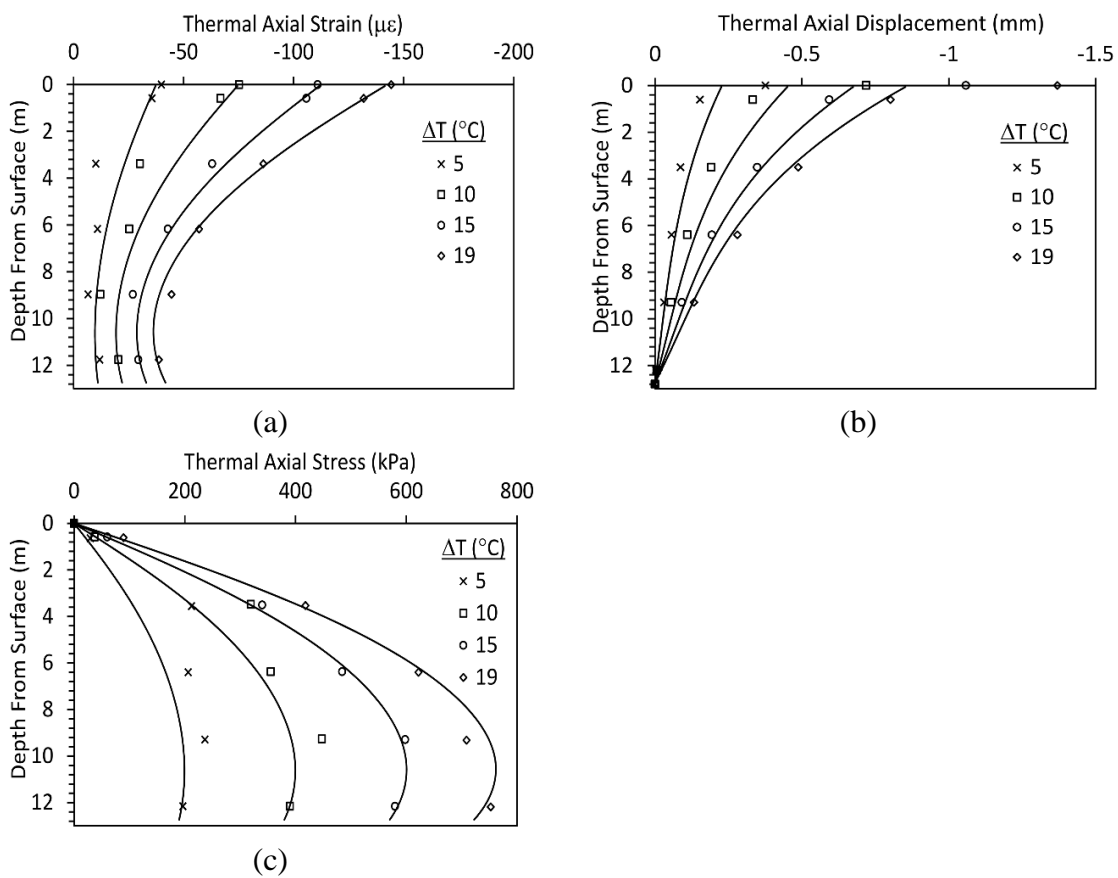 Thermal Axial Strain (με)
0 -50 -100 -150 -200
Depth From Surface (m)
0
2
4
6
8
10
12
ΔT (°C)
5
10
15
19
(a)
Thermal Axial Displacement (mm)
0 -0.5 -1 -1.5
Depth From Surface (m)
0
2
4
6
8
10
12
ΔT (°C)
5
10
15
19
(b)
Thermal Axial Stress (kPa)
0 200 400 600 800
Depth From Surface (m)
0
2
4
6
8
10
12
ΔT (°C)
5
10
15
19
(c)